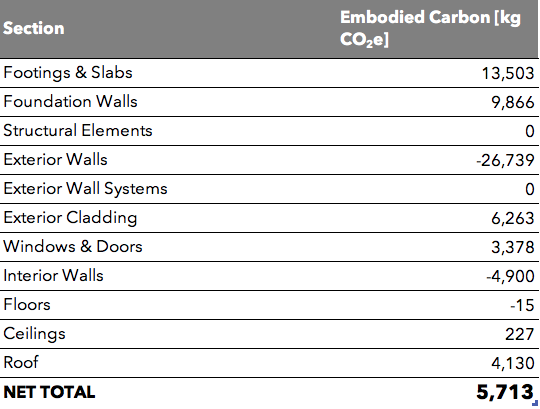 Section Embodied Carbon [kg
CO₂e]
Footings & Slabs 13,503
Foundation Walls 9,866
Structural Elements 0
Exterior Walls -26,739
Exterior Wall Systems 0
Exterior Cladding 6,263
Windows & Doors 3,378
Interior Walls -4,900
Floors -15
Ceilings 227
Roof 4,130
NET TOTAL 5,713